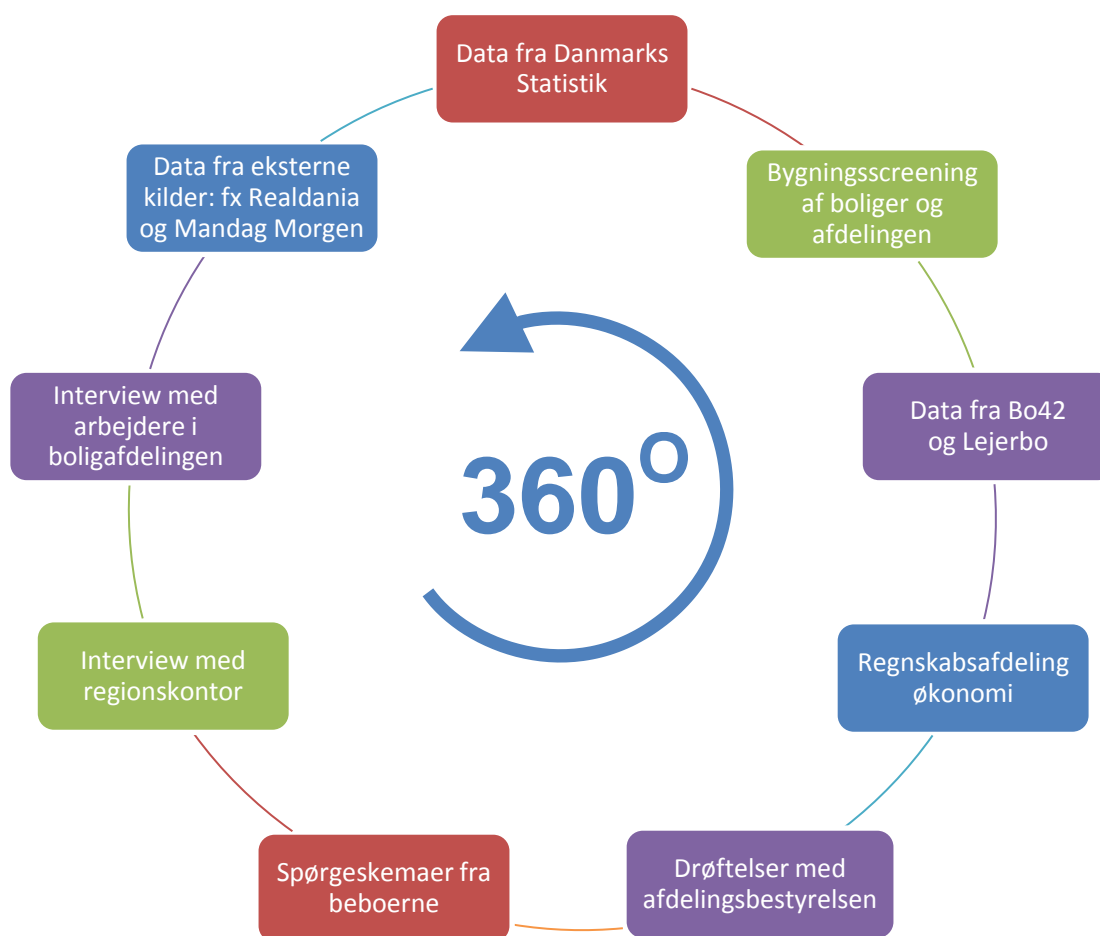 Data fra Danmarks
Statistik
Bygningsscreening
af boliger og
afdelingen
Data fra Bo42
og Lejerbo
Regnskabsafdeling
økonomi
Drøftelser med
afdelingsbestyrelsen
Spørgeskemaer fra
beboerne
Interview med
regionskontor
Interview med
arbejdere i
boligafdelingen
Data fra eksterne
kilder: fx Realdania
og Mandag Morgen
360O